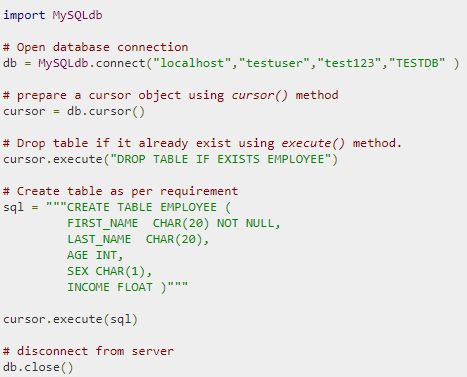 import MySQLdb
# Open database connection
db = MySQLdb.connect("localhost","testuser","test123","TESTDB" )
# prepare a cursor object using cursor() method
cursor = db.cursor()
# Drop table if it already exist using execute() method.
cursor.execute("DROP TABLE IF EXISTS EMPLOYEE")
# Create table as per requirement
sql = """CREATE TABLE EMPLOYEE (
FIRST_NAME  CHAR(20) NOT NULL,
LAST_NAME  CHAR(20),
AGE INT,
SEX CHAR(1),
INCOME FLOAT )"""
cursor.execute(sql)
# disconnect from server
db.close()